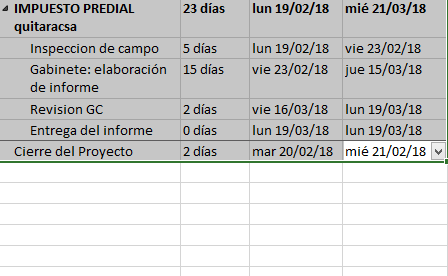 IMPUESTO PREDIAL 23 días lun 19/02/18 mié 21/03/18
quitaracsa
Inspeccion de campo 5 días lun 19/02/18 vie 23/02/18
Gabinete: elaboración 15 días vie 23/02/18 jue 15/03/18
de informe
Revision GC 2 días vie 16/03/18 lun 19/03/18
Entrega del informe 0 días lun 19/03/18 lun 19/03/18
Cierre del Proyecto 2 días mar 20/02/18 mié 21/02/18